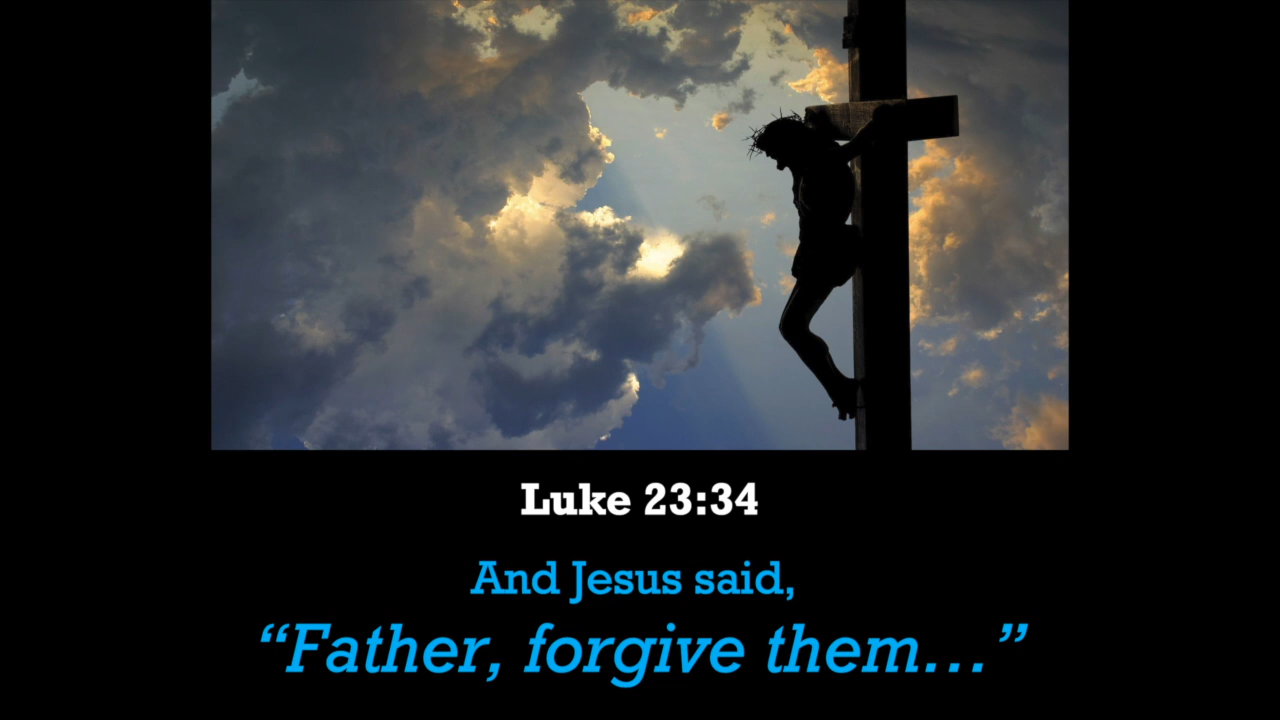 Luke 23:34
And Jesus said,
“Father, forgive them...”